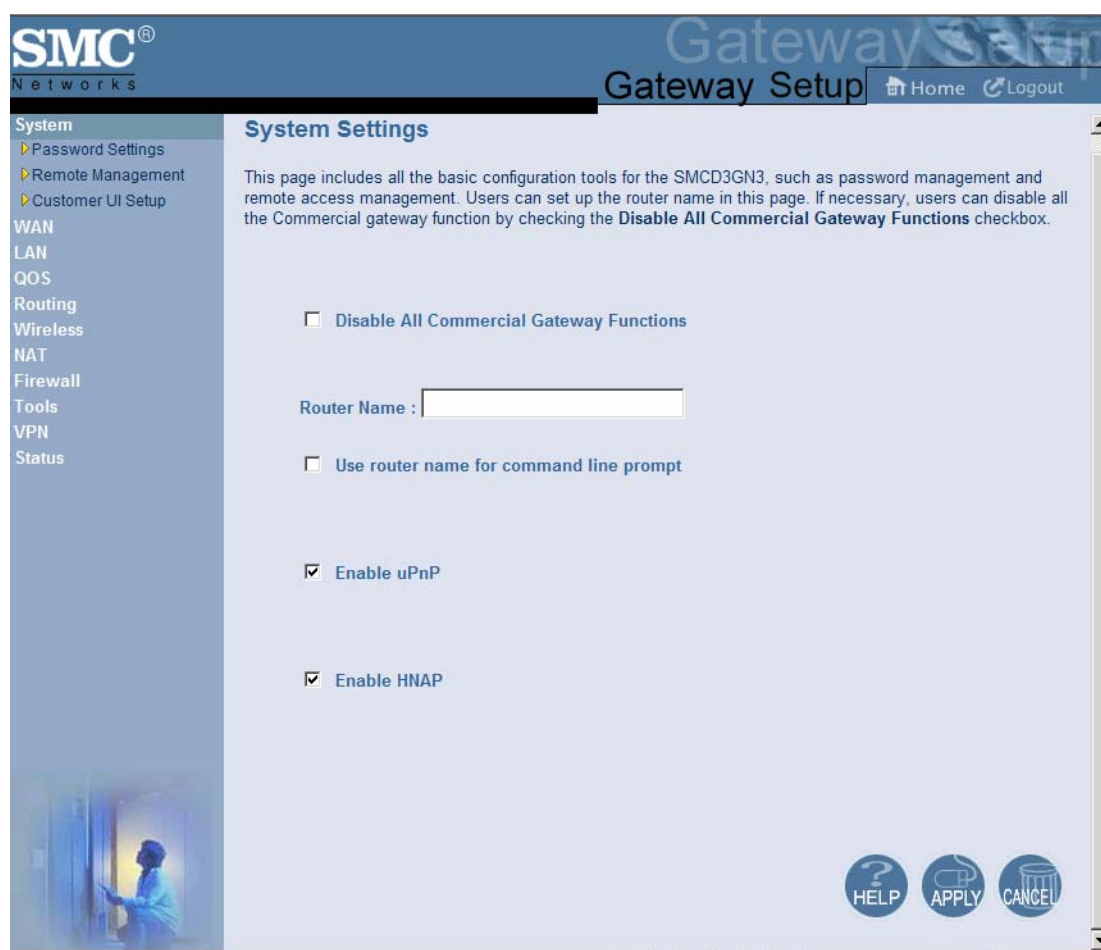 SMC®
Networks
Gateway Setup
Gateway Setup
Home
Logout
System
Password Settings
Remote Management
Customer UI Setup
WAN
LAN
QOS
Routing
Wireless
NAT
Firewall
Tools
VPN
Status
System Settings
This page includes all the basic configuration tools for the SMCD3GN3, such as password management and
remote access management. Users can set up the router name in this page. If necessary, users can disable all
the Commercial gateway function by checking the Disable All Commercial Gateway Functions checkbox.
Disable All Commercial Gateway Functions
Router Name :
Use router name for command line prompt
Enable uPnP
Enable HNAP
HELP
APPLY
CANCEL